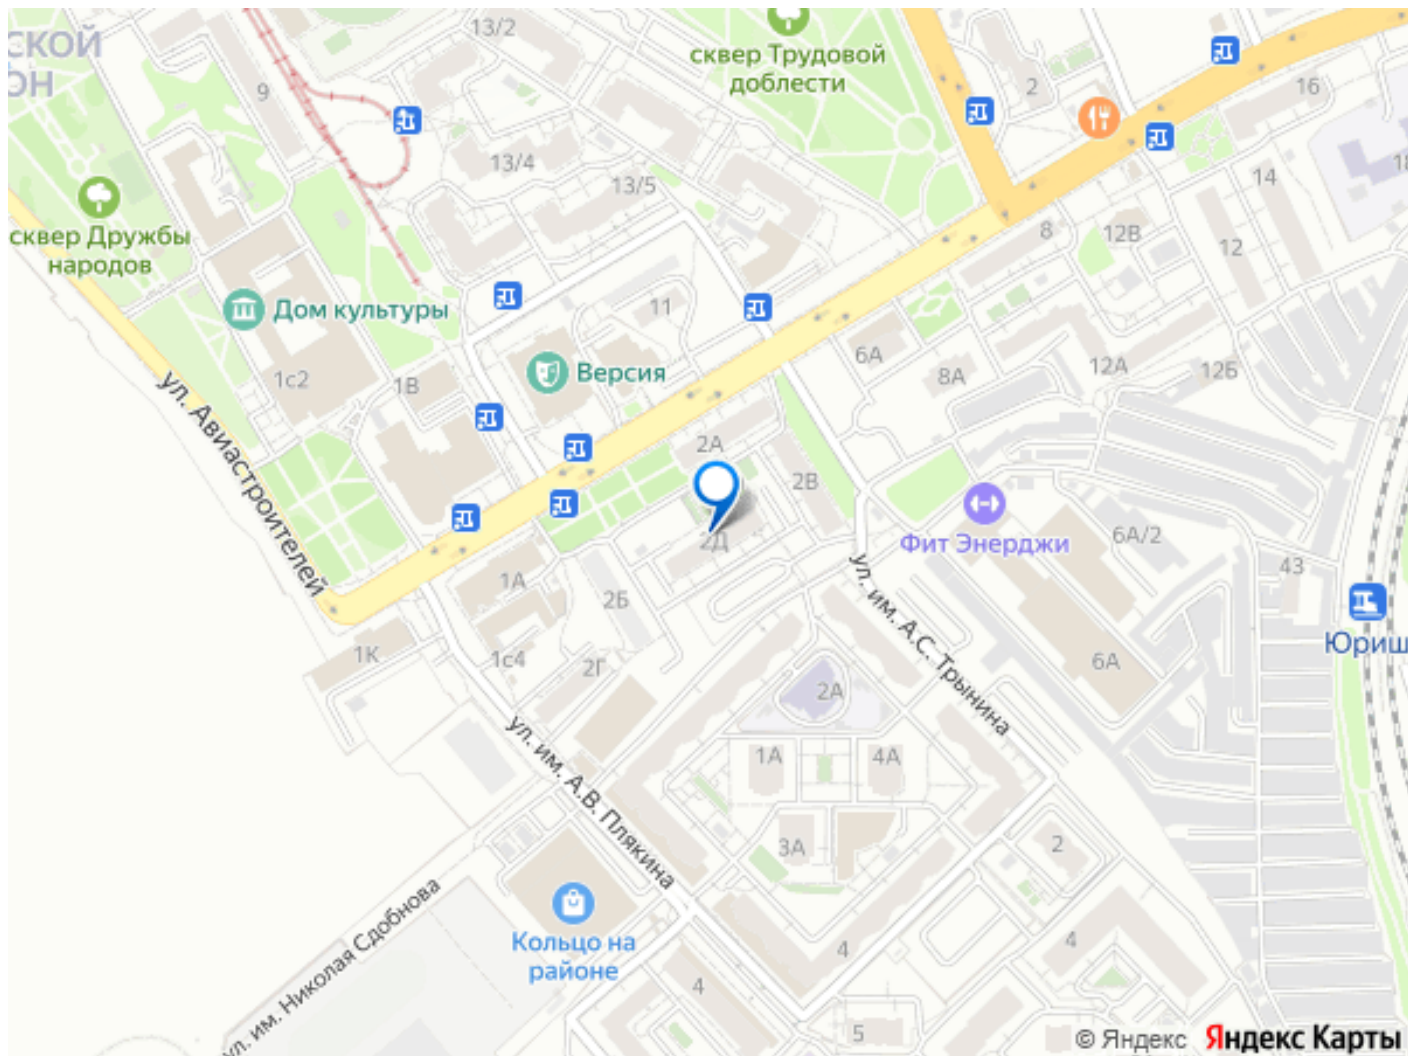 13/2
СКОЙ
ОН
сквер Трудовой
доблести
9
2
16
13/4
13/5
14
18
сквер Дружбы
народов
8
12В
12
Дом культуры
11
6А
8А
12А
12Б
1с2
1В
Версия
ул. Авиастроителей
2А
2В
2Д
Фит Энерджи
6А/2
43
1А
2Б
ул. им. А.С. Трынина
Юриш
1К
1с4
2Г
6А
2А
ул. им. А.В. Плякина
1А
4А
3А
2
ул. им. Николая Сдобнова
Кольцо на
районе
4
4
4
5
© Яндекс Яндекс Карты